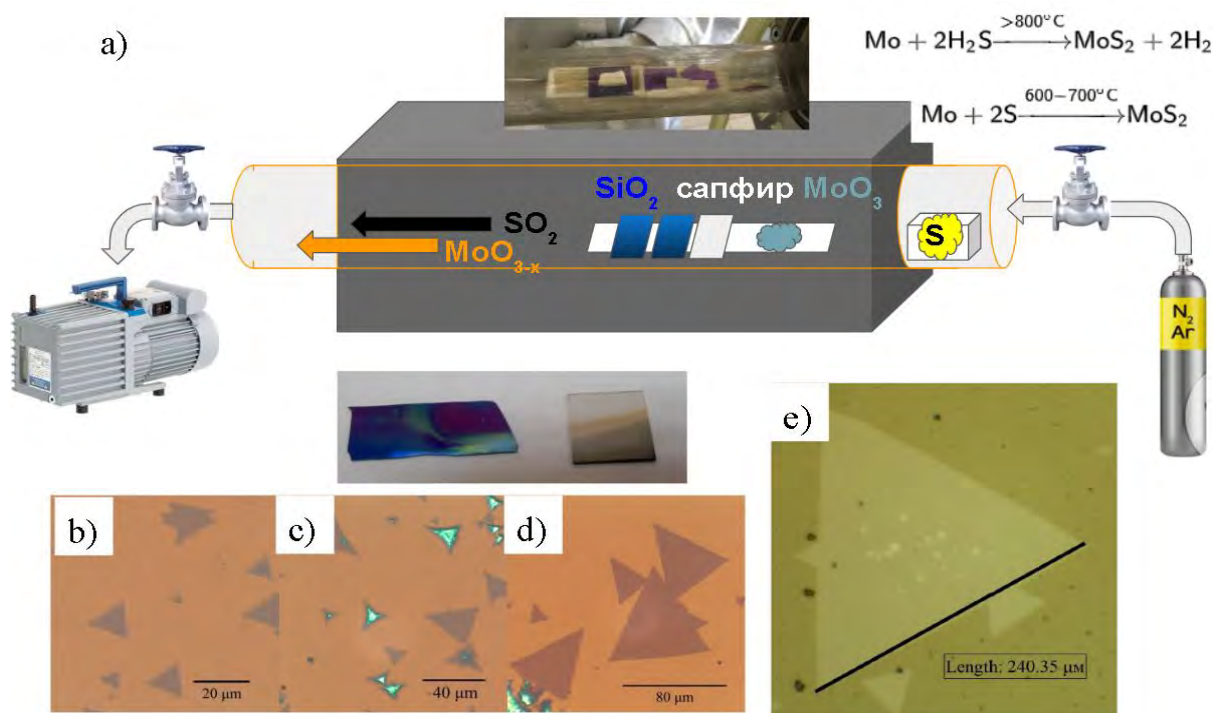 a)
Mo + 2H₂S >800°C → MoS₂ + 2H₂
Mo + 2S 600–700°C → MoS₂
SiO₂ сапфир MoO₃
SO₂
MoO₃₋ₓ
S
N₂
Ar
b)
20 μm
c)
40 μm
d)
80 μm
e)
Length: 240.35 μм